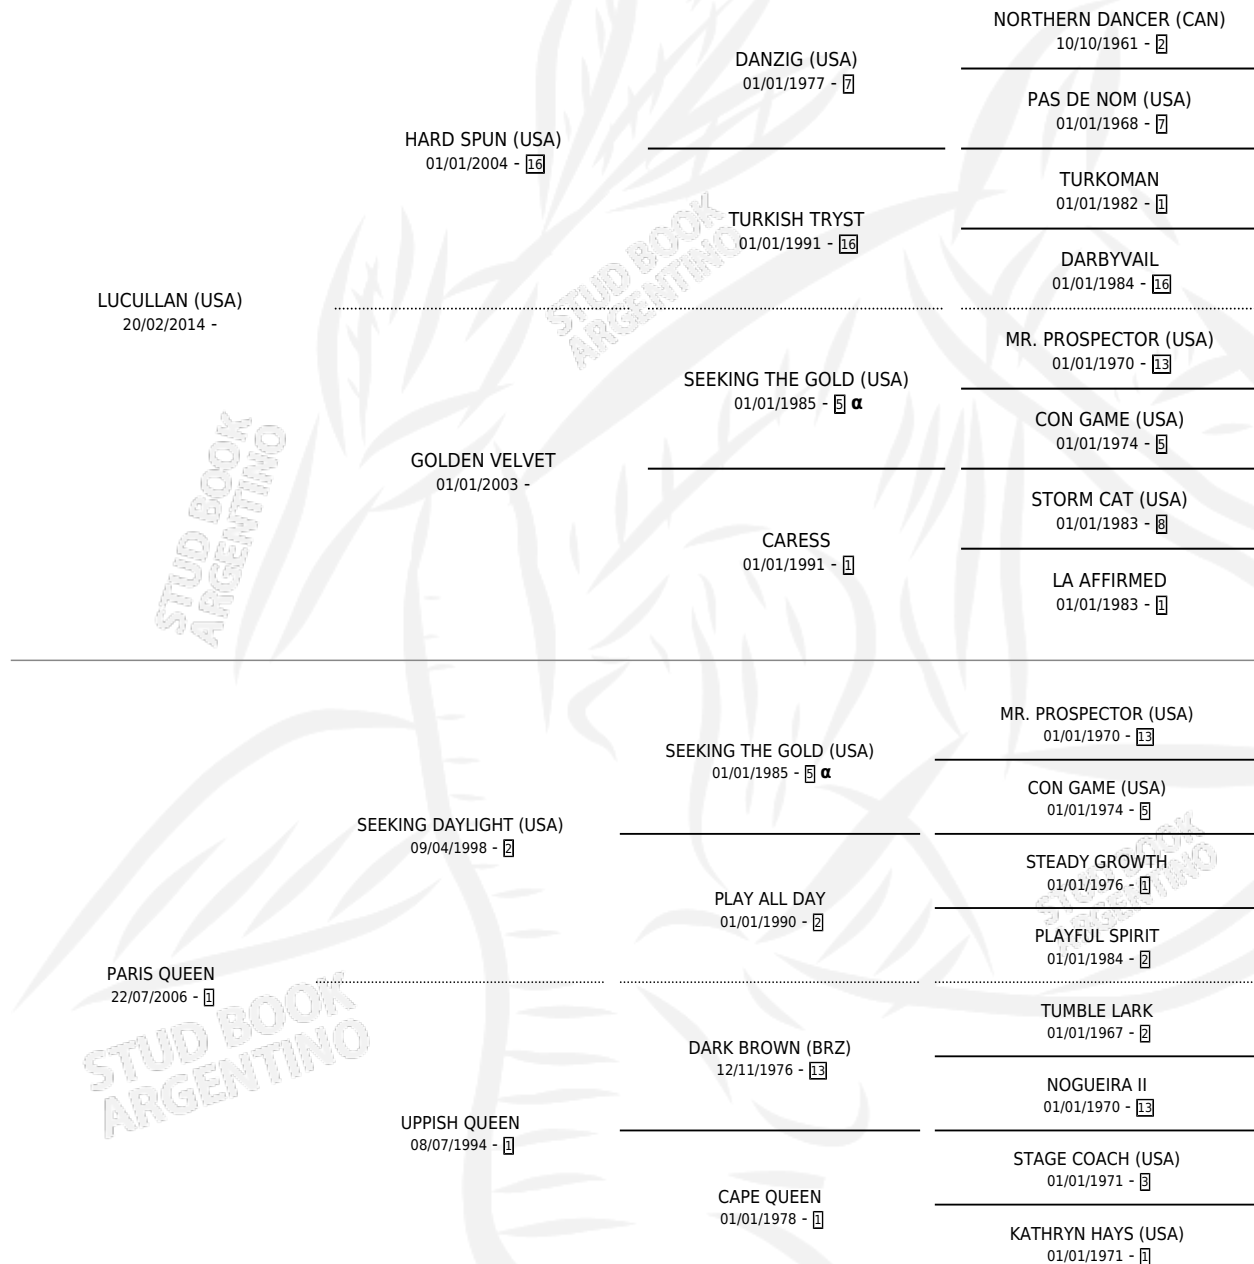 NORTHERN DANCER (CAN)
10/10/1961 - 2
DANZIG (USA)
01/01/1977 - 7
PAS DE NOM (USA)
01/01/1968 - 7
HARD SPUN (USA)
01/01/2004 - 16
TURKOMAN
01/01/1982 - 1
TURKISH TRYST
01/01/1991 - 16
DARBYVAIL
01/01/1984 - 16
LUCULLAN (USA)
20/02/2014 -
MR. PROSPECTOR (USA)
01/01/1970 - 13
SEEKING THE GOLD (USA)
01/01/1985 - 5 α
CON GAME (USA)
01/01/1974 - 5
GOLDEN VELVET
01/01/2003 -
STORM CAT (USA)
01/01/1983 - 8
CARESS
01/01/1991 - 1
LA AFFIRMED
01/01/1983 - 1
MR. PROSPECTOR (USA)
01/01/1970 - 13
SEEKING THE GOLD (USA)
01/01/1985 - 5 α
CON GAME (USA)
01/01/1974 - 5
SEEKING DAYLIGHT (USA)
09/04/1998 - 2
STEADY GROWTH
01/01/1976 - 1
PLAY ALL DAY
01/01/1990 - 2
PLAYFUL SPIRIT
01/01/1984 - 2
PARIS QUEEN
22/07/2006 - 1
TUMBLE LARK
01/01/1967 - 2
DARK BROWN (BRZ)
12/11/1976 - 13
NOGUEIRA II
01/01/1970 - 13
UPPISH QUEEN
08/07/1994 - 1
STAGE COACH (USA)
01/01/1971 - 3
CAPE QUEEN
01/01/1978 - 1
KATHRYN HAYS (USA)
01/01/1971 - 1
STUD BOOK
ARGENTINO
STUD BOOK
ARGENTINO
STUD BOOK
ARGENTINO
STUD BOOK
ARGENTINO